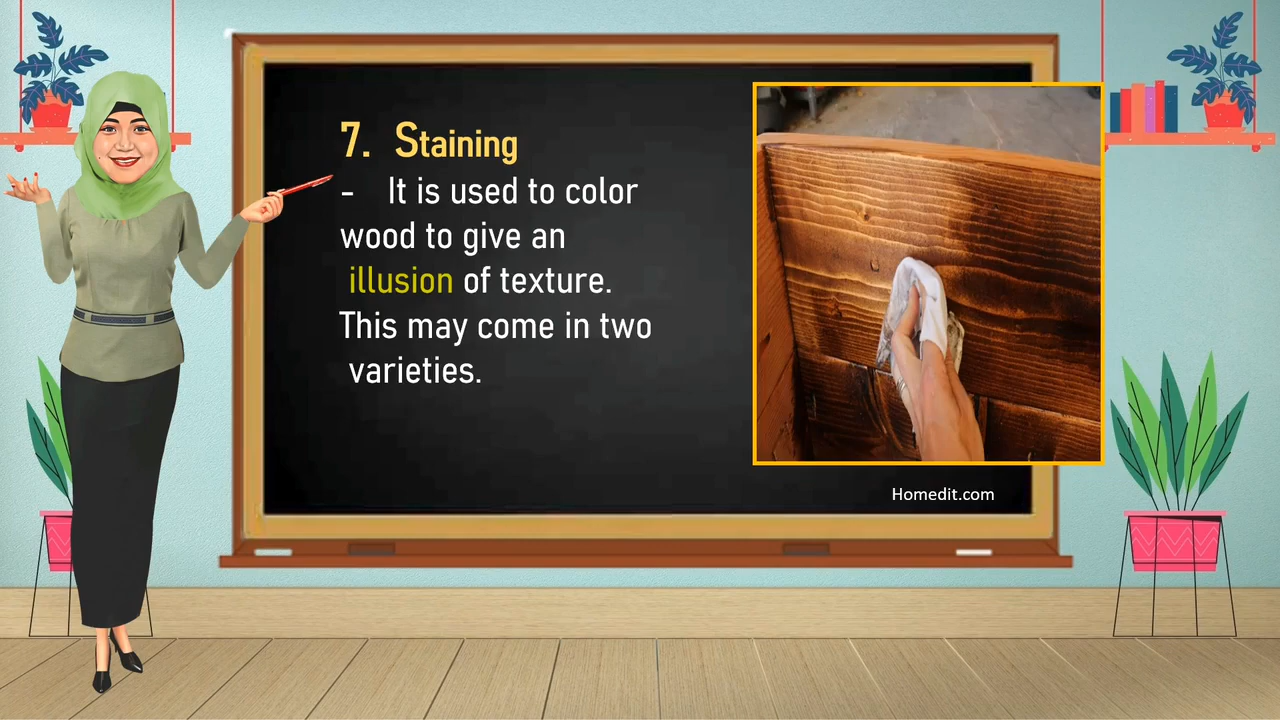 7. Staining
- It is used to color
wood to give an
illusion of texture.
This may come in two
varieties.
Homedit.com